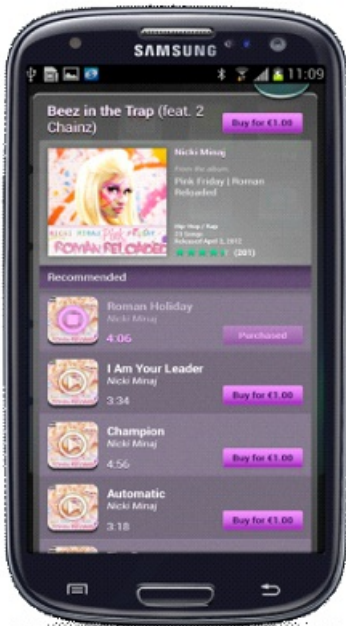 SAMSUNG
11:09
Beez in the Trap (feat. 2
Chainz)
Buy for €1.00
Nicki Minaj
From the album
Pink Friday | Roman
Reloaded
Hip-Hop / Rap
Released April 3, 2012
(201)
NICKI MINAJ Pink FRIDAY
ROMAN RELOADED
Recommended
Roman Holiday
Nicki Minaj
4:06
Purchased
I Am Your Leader
Nicki Minaj
3:34
Buy for €1.00
Champion
Nicki Minaj
4:56
Buy for €1.00
Automatic
Nicki Minaj
3:18
Buy for €1.00